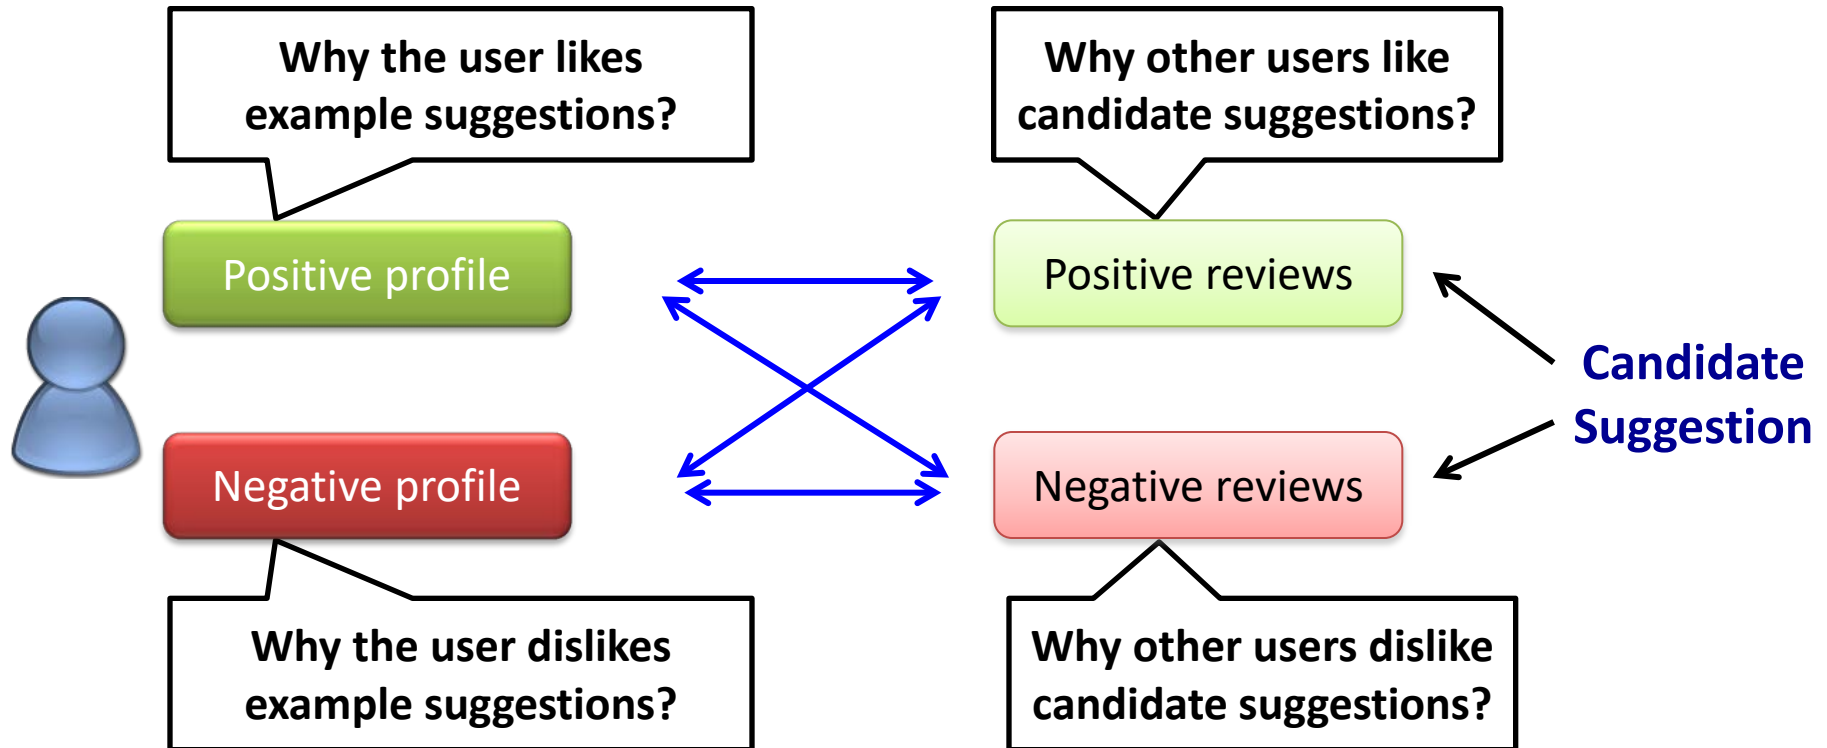 Why the user likes
example suggestions?
Why other users like
candidate suggestions?
Positive profile
Positive reviews
Candidate
Suggestion
Negative profile
Negative reviews
Why the user dislikes
example suggestions?
Why other users dislike
candidate suggestions?